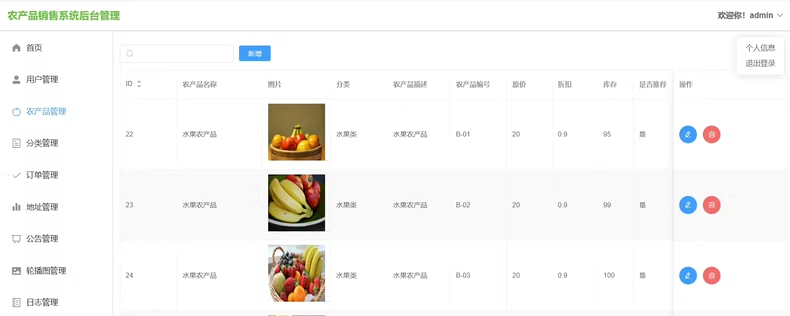 农产品销售系统后台管理
欢迎您！admin
个人信息
退出登录
首页
用户管理
农产品管理
分类管理
订单管理
地址管理
公告管理
轮播图管理
日志管理
新增
ID 农产品名称 图片 分类 农产品描述 农产品编号 原价 折扣 库存 是否推荐 操作
22 水果农产品 水果类 水果农产品 B-01 20 0.9 95 是
23 水果农产品 水果类 水果农产品 B-02 20 0.9 99 是
24 水果农产品 水果类 水果农产品 B-03 20 0.9 100 是